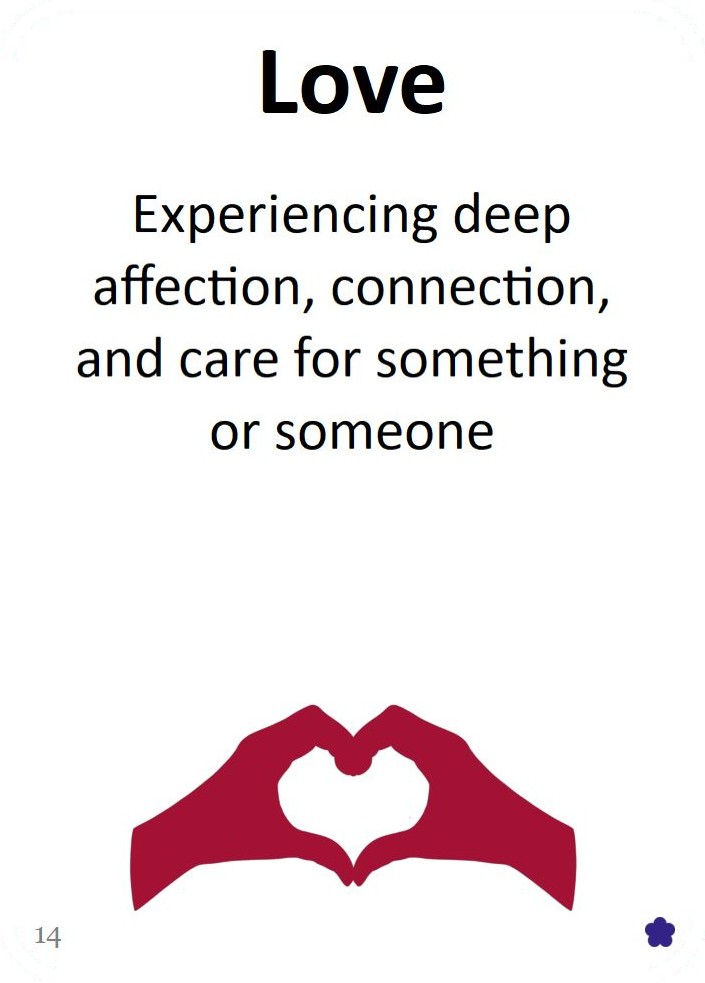 Love
Experiencing deep
affection, connection,
and care for something
or someone
14